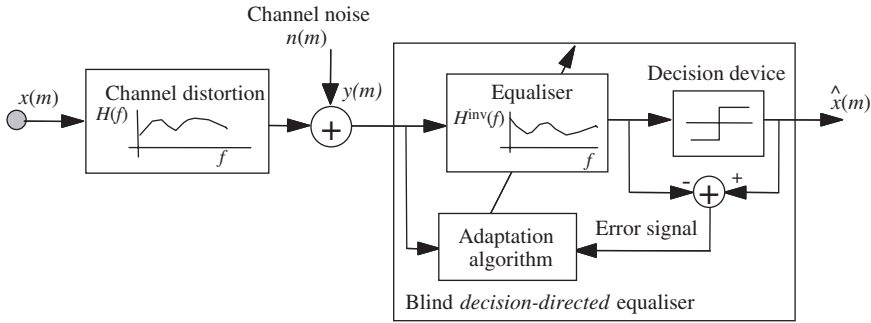 Channel noise
n(m)
x(m)
Channel distortion
H(f)
f
y(m)
+
Equaliser
H^inv(f)
f
Decision device
x̂(m)
-
+
+
Adaptation
algorithm
Error signal
Blind decision-directed equaliser